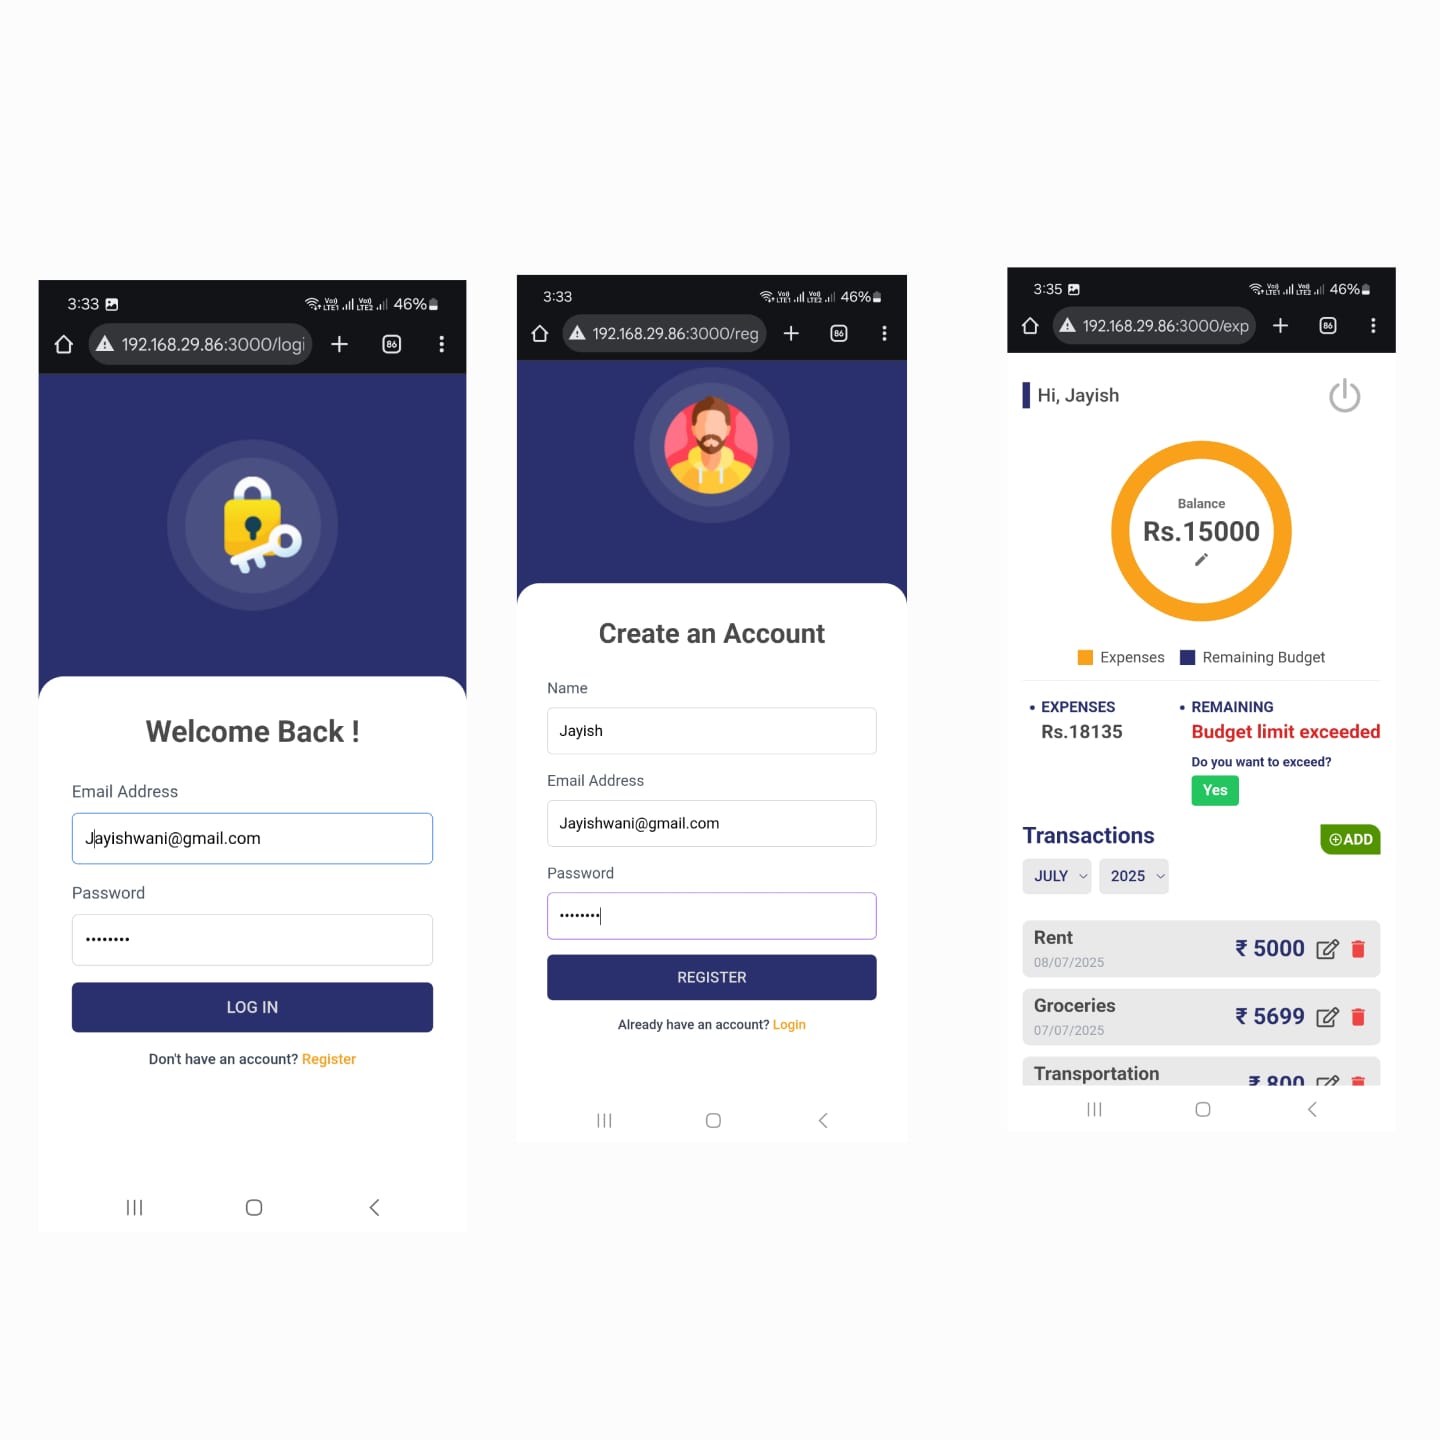 3:33
46%
192.168.29.86:3000/logi
86
Welcome Back !
Email Address
Jayishwani@gmail.com
Password
••••••••
LOG IN
Don't have an account? Register
3:33
Vo) LTE1 Vo) LTE2 46%
192.168.29.86:3000/reg
86
Create an Account
Name
Jayish
Email Address
Jayishwani@gmail.com
Password
••••••••
REGISTER
Already have an account? Login
3:35
46%
192.168.29.86:3000/exp
86
Hi, Jayish
Balance
Rs.15000
Expenses Remaining Budget
• EXPENSES • REMAINING
Rs.18135 Budget limit exceeded
Do you want to exceed?
Yes
Transactions
ADD
JULY 2025
Rent
₹ 5000
08/07/2025
Groceries
₹ 5699
07/07/2025
Transportation
₹ 800